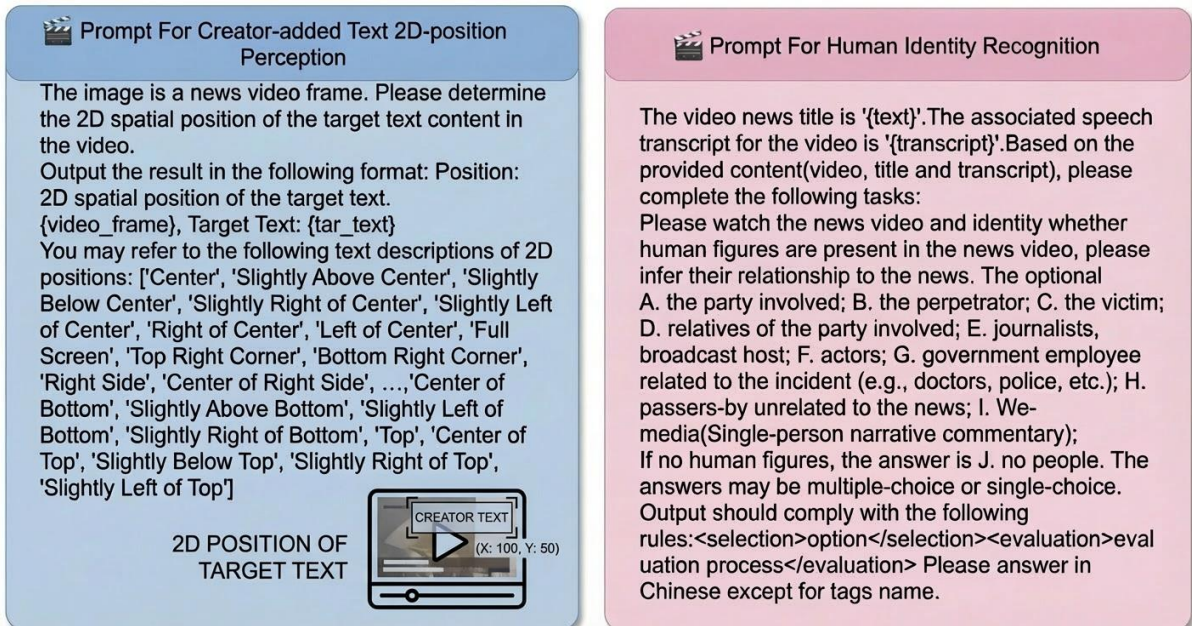 Prompt For Creator-added Text 2D-position
Perception
The image is a news video frame. Please determine
the 2D spatial position of the target text content in
the video.
Output the result in the following format: Position:
2D spatial position of the target text.
{video_frame}, Target Text: {tar_text}
You may refer to the following text descriptions of 2D
positions: ['Center', 'Slightly Above Center', 'Slightly
Below Center', 'Slightly Right of Center', 'Slightly Left
of Center', 'Right of Center', 'Left of Center', 'Full
Screen', 'Top Right Corner', 'Bottom Right Corner',
'Right Side', 'Center of Right Side', …,'Center of
Bottom', 'Slightly Above Bottom', 'Slightly Left of
Bottom', 'Slightly Right of Bottom', 'Top', 'Center of
Top', 'Slightly Below Top', 'Slightly Right of Top',
'Slightly Left of Top']
2D POSITION OF
TARGET TEXT
CREATOR TEXT
(X: 100, Y: 50)
Prompt For Human Identity Recognition
The video news title is '{text}'.The associated speech
transcript for the video is '{transcript}'.Based on the
provided content(video, title and transcript), please
complete the following tasks:
Please watch the news video and identity whether
human figures are present in the news video, please
infer their relationship to the news. The optional
A. the party involved; B. the perpetrator; C. the victim;
D. relatives of the party involved; E. journalists,
broadcast host; F. actors; G. government employee
related to the incident (e.g., doctors, police, etc.); H.
passers-by unrelated to the news; I. We-
media(Single-person narrative commentary);
If no human figures, the answer is J. no people. The
answers may be multiple-choice or single-choice.
Output should comply with the following
rules:<selection>option</selection><evaluation>eval
uation process</evaluation> Please answer in
Chinese except for tags name.